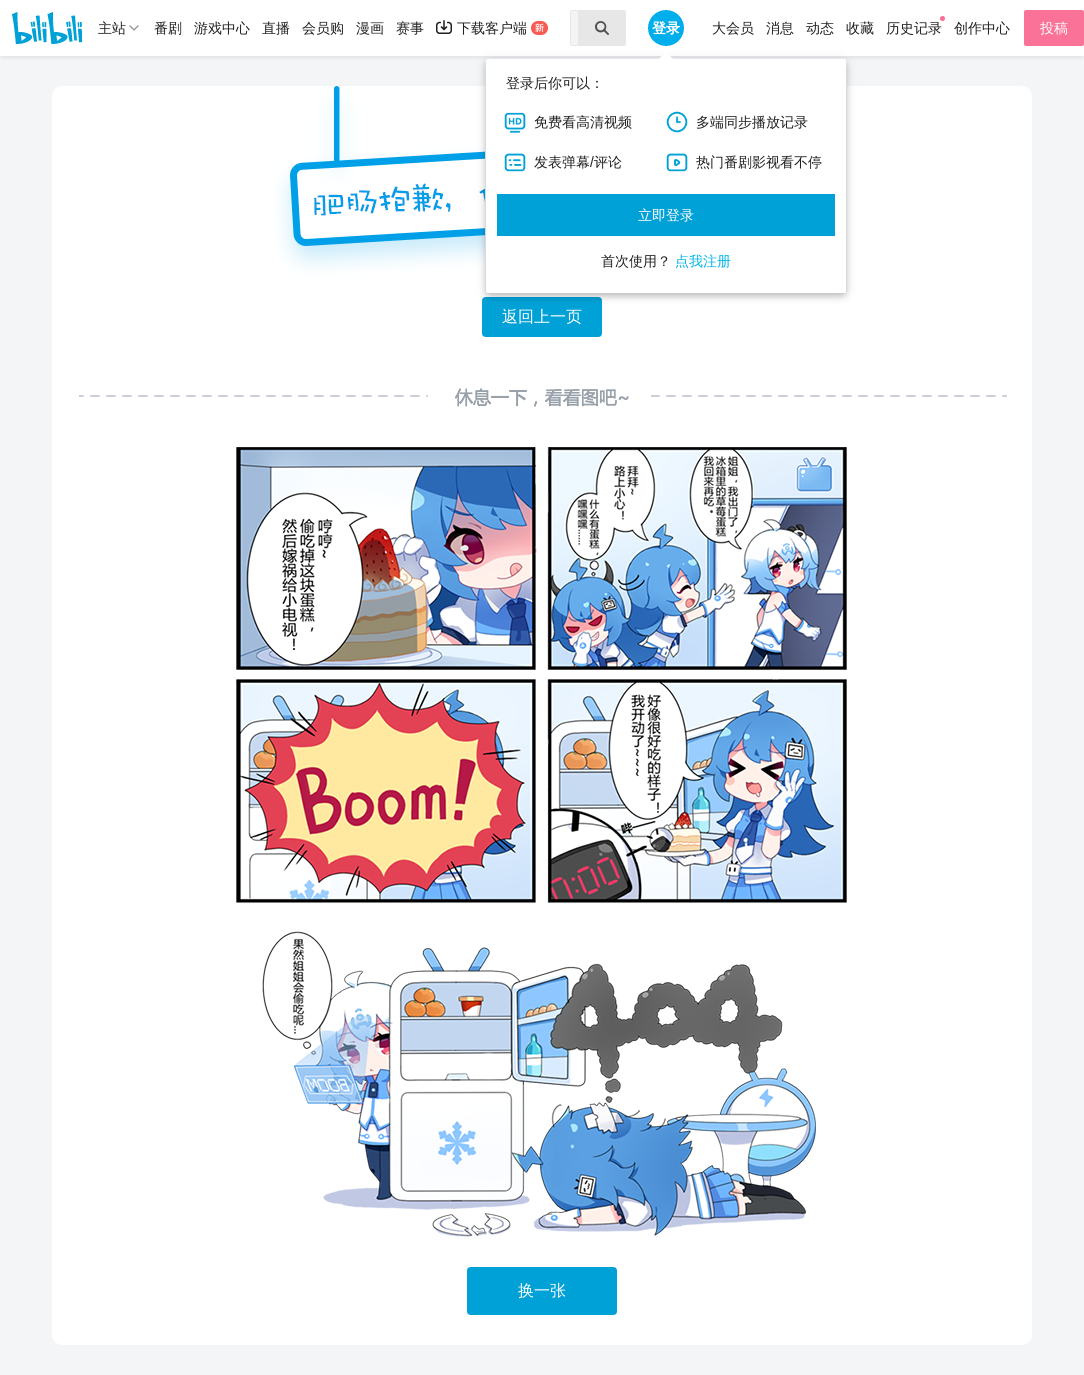 bilibili
主站
番剧
游戏中心
直播
会员购
漫画
赛事
下载客户端
新
登录
大会员
消息
动态
收藏
历史记录
创作中心
投稿
登录后你可以：
HD
免费看高清视频
多端同步播放记录
发表弹幕/评论
热门番剧影视看不停
立即登录
首次使用？
点我注册
肥肠抱歉，
返回上一页
休息一下，看看图吧~
哼哼~
偷吃掉这块蛋糕，
然后嫁祸给小电视！
姐姐，我出门了，
冰箱里的草莓蛋糕
我回来再吃。
拜拜~
路上小心！
什么有蛋糕，
嘿嘿嘿……
Boom!
好像很好吃的样子！
我开动了~~~
哔
果然姐姐会偷吃呢…
BOOM
404
换一张